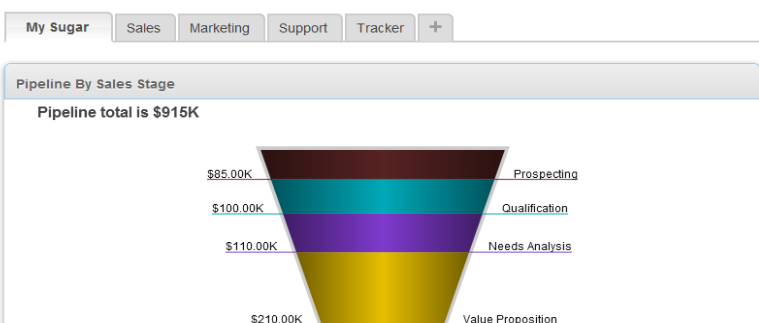 My Sugar Sales Marketing Support Tracker +
Pipeline By Sales Stage
Pipeline total is $915K
$85.00K Prospecting
$100.00K Qualification
$110.00K Needs Analysis
$210.00K Value Proposition